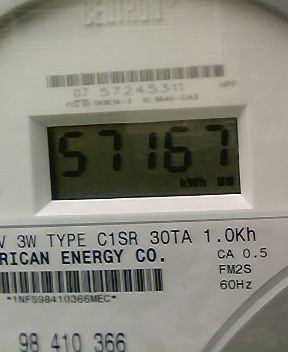 CENTRON
07 57245311
57167
kWh
V 3W TYPE C1SR 30TA 1.0Kh
RICAN ENERGY CO.
CA 0.5
FM2S
60Hz
*1NFS98410366MEC*
98 410 366